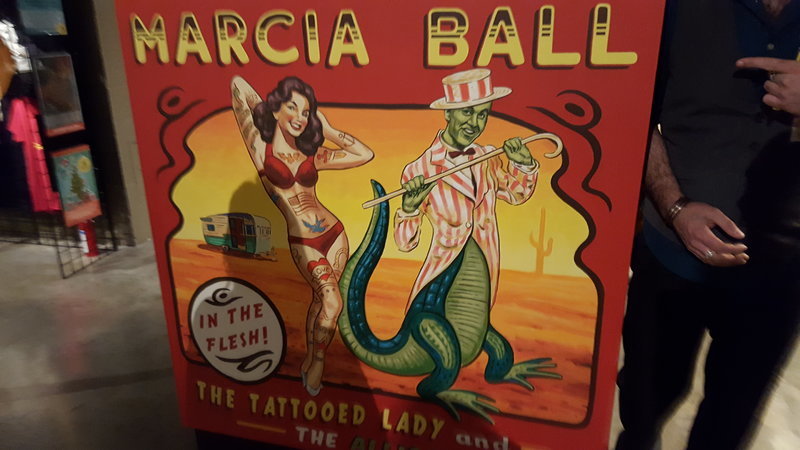 MARCIA BALL
IN THE
FLESH!
THE TATTOOED LADY and
THE